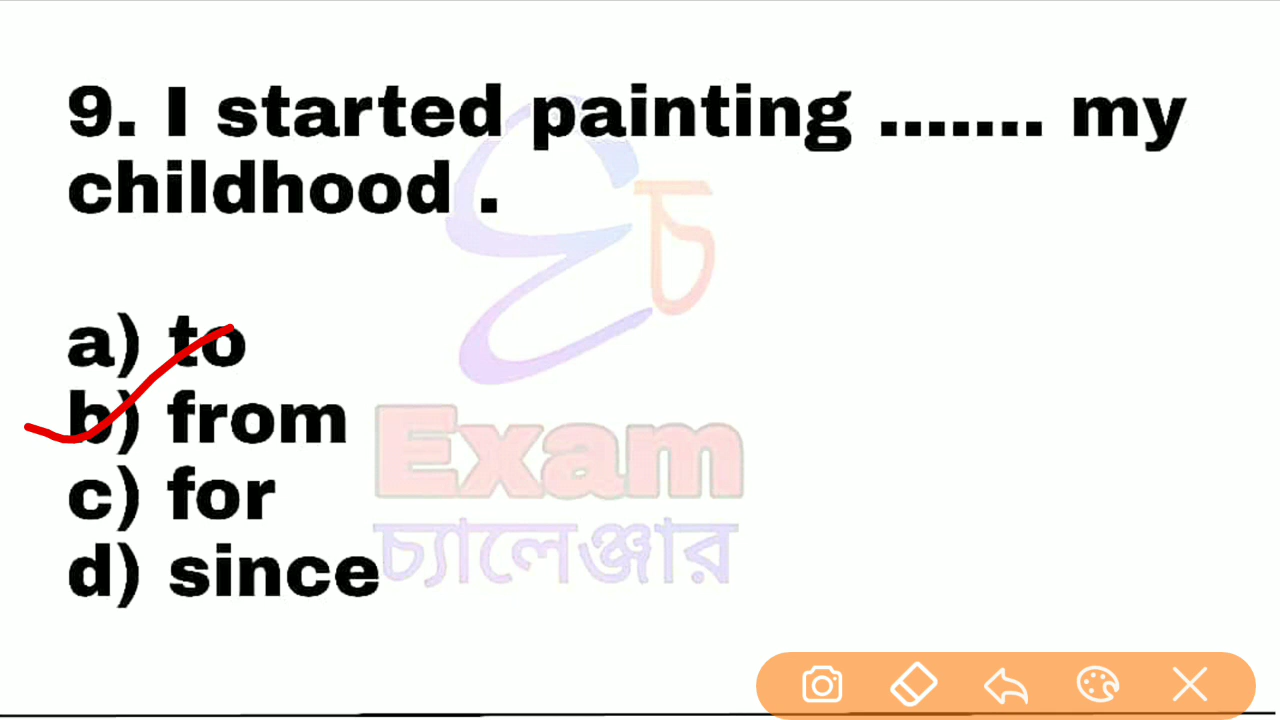 9. I started painting ....... my
childhood .
a) to
b) from
c) for
d) since
Exam
চ্যালেঞ্জার
চ